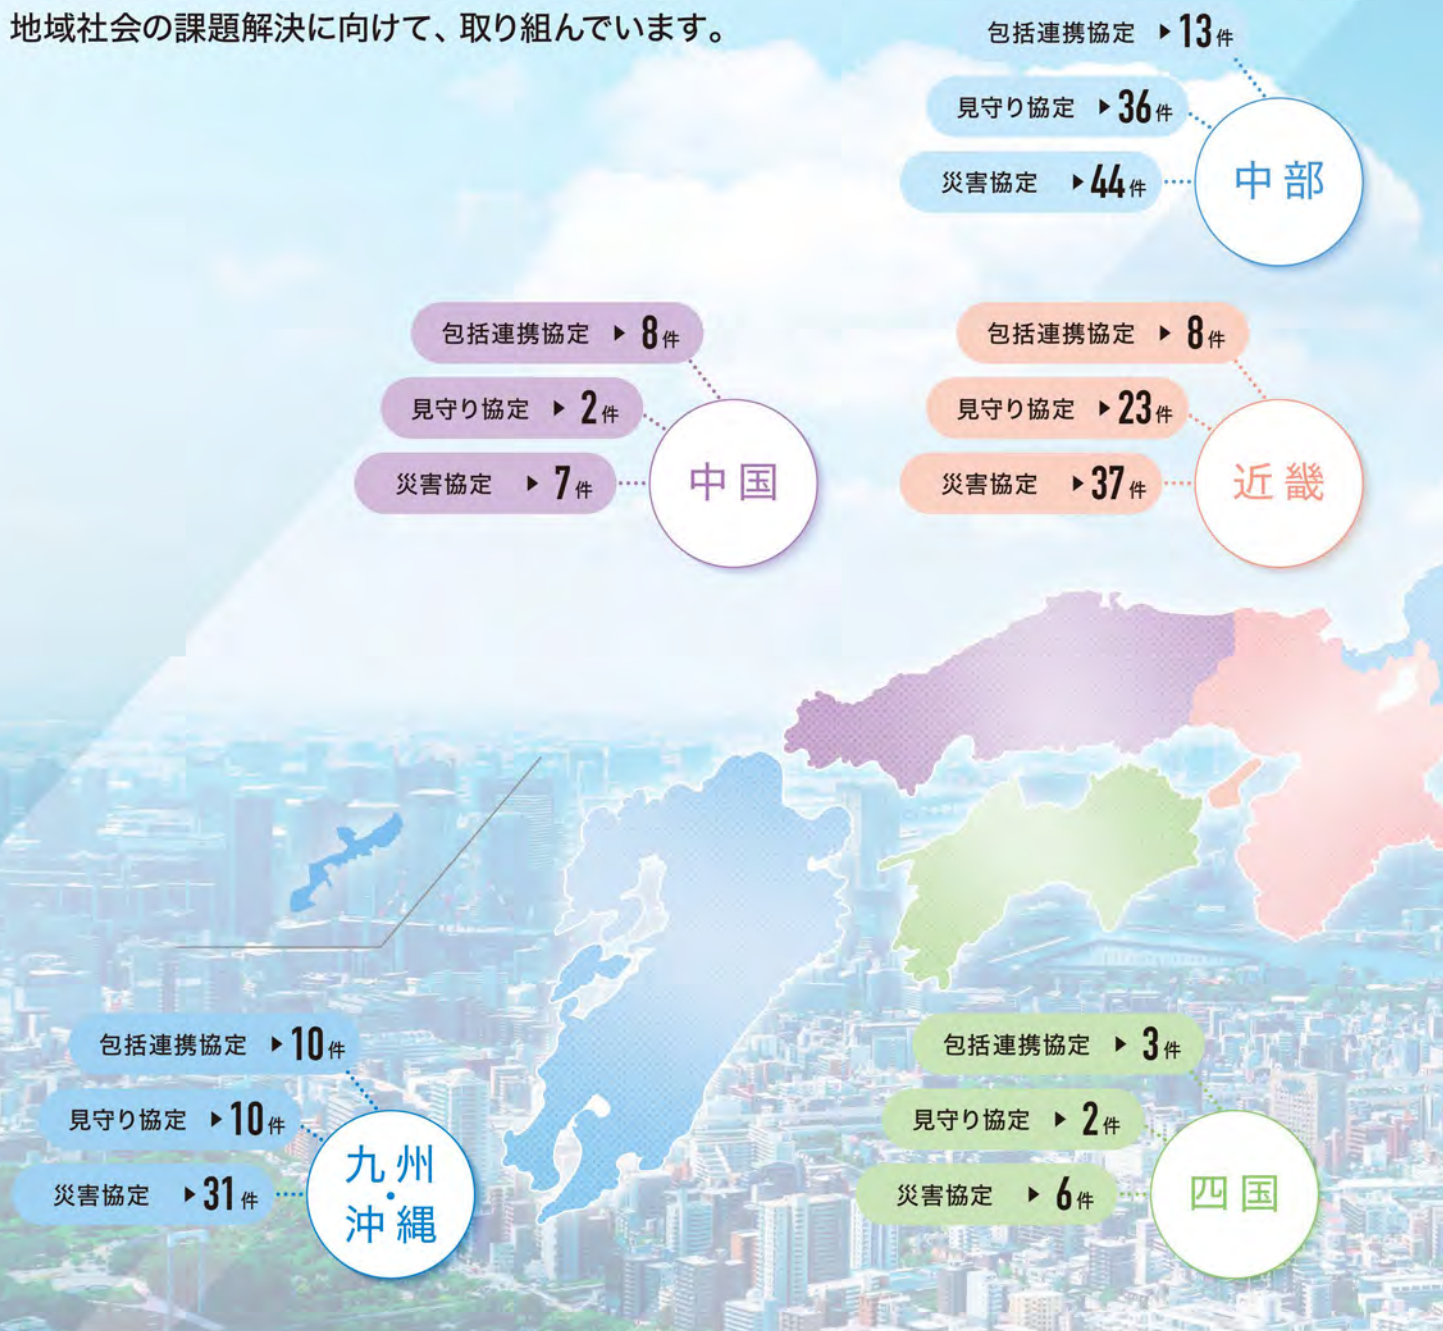 地域社会の課題解決に向けて、取り組んでいます。
包括連携協定 ▶ 13件
見守り協定 ▶ 36件
災害協定 ▶ 44件
中部
包括連携協定 ▶ 8件
見守り協定 ▶ 2件
災害協定 ▶ 7件
中国
包括連携協定 ▶ 8件
見守り協定 ▶ 23件
災害協定 ▶ 37件
近畿
包括連携協定 ▶ 10件
見守り協定 ▶ 10件
災害協定 ▶ 31件
九州
・
沖縄
包括連携協定 ▶ 3件
見守り協定 ▶ 2件
災害協定 ▶ 6件
四国